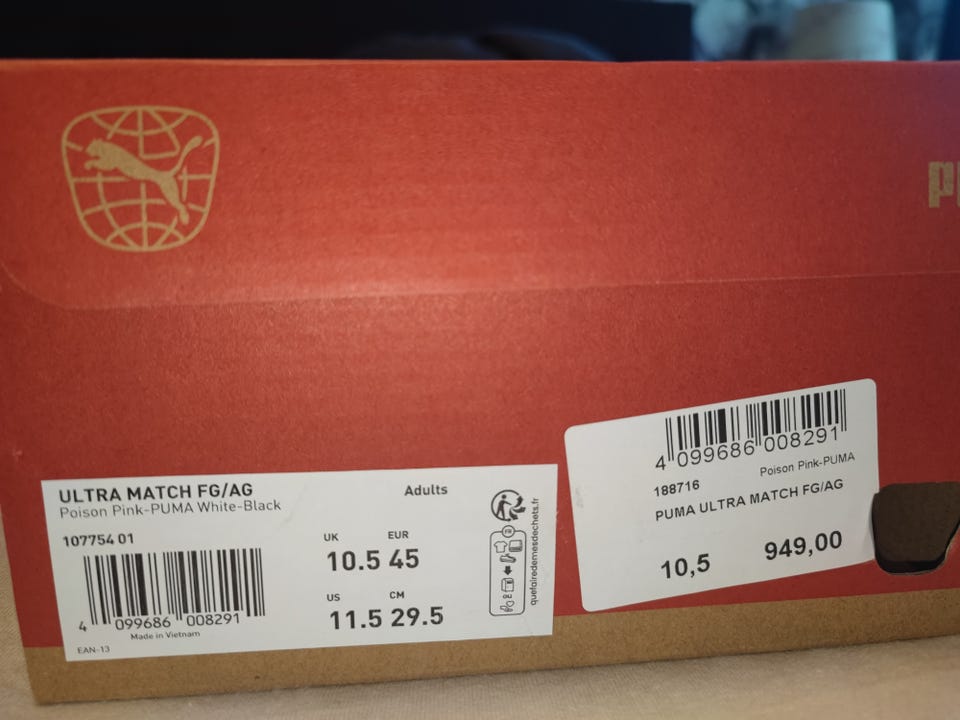 ULTRA MATCH FG/AG
Poison Pink-PUMA White-Black
Adults
107754 01
UK EUR
10.5 45
US CM
11.5 29.5
4 099686 008291
Made in Vietnam
EAN-13
FR
quefairedemesdechets.fr
4 099686 008291
Poison Pink-PUMA
188716
PUMA ULTRA MATCH FG/AG
10,5 949,00